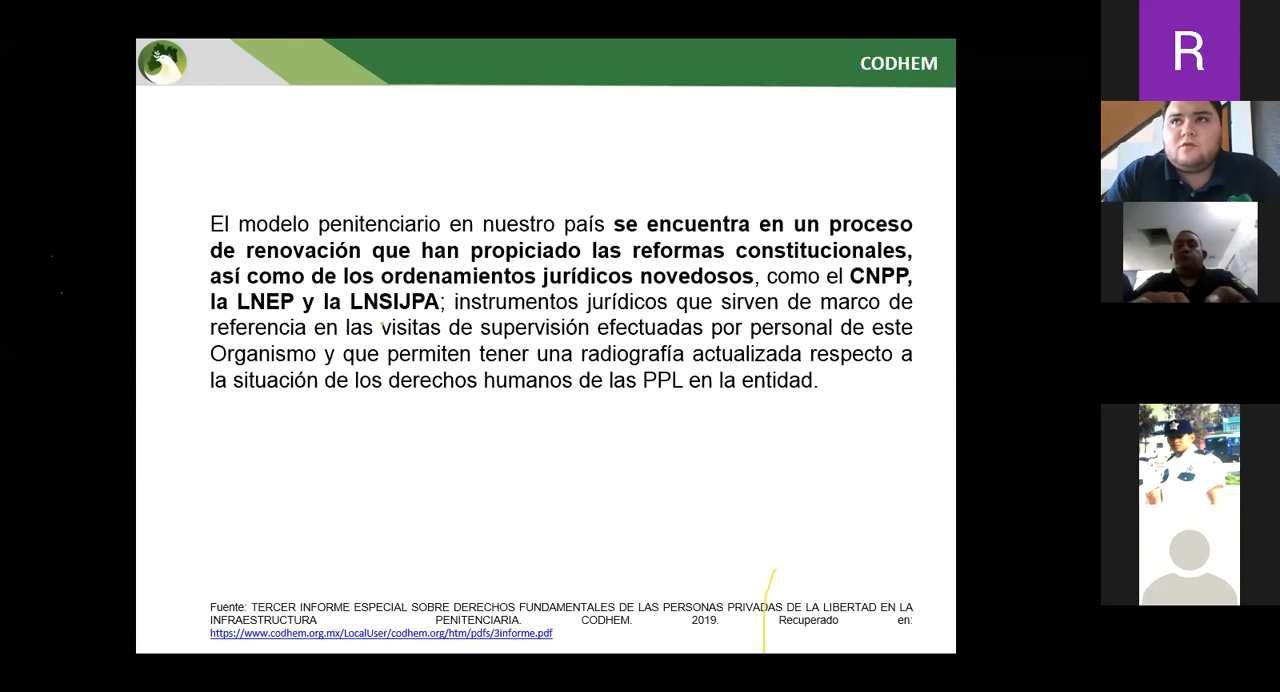 CODHEM
El modelo penitenciario en nuestro país se encuentra en un proceso
de renovación que han propiciado las reformas constitucionales,
así como de los ordenamientos jurídicos novedosos, como el CNPP,
la LNEP y la LNSIJPA; instrumentos jurídicos que sirven de marco de
referencia en las visitas de supervisión efectuadas por personal de este
Organismo y que permiten tener una radiografía actualizada respecto a
la situación de los derechos humanos de las PPL en la entidad.
Fuente: TERCER INFORME ESPECIAL SOBRE DERECHOS FUNDAMENTALES DE LAS PERSONAS PRIVADAS DE LA LIBERTAD EN LA
INFRAESTRUCTURA PENITENCIARIA. CODHEM. 2019. Recuperado en:
https://www.codhem.org.mx/LocalUser/codhem.org/htm/pdfs/3informe.pdf
R